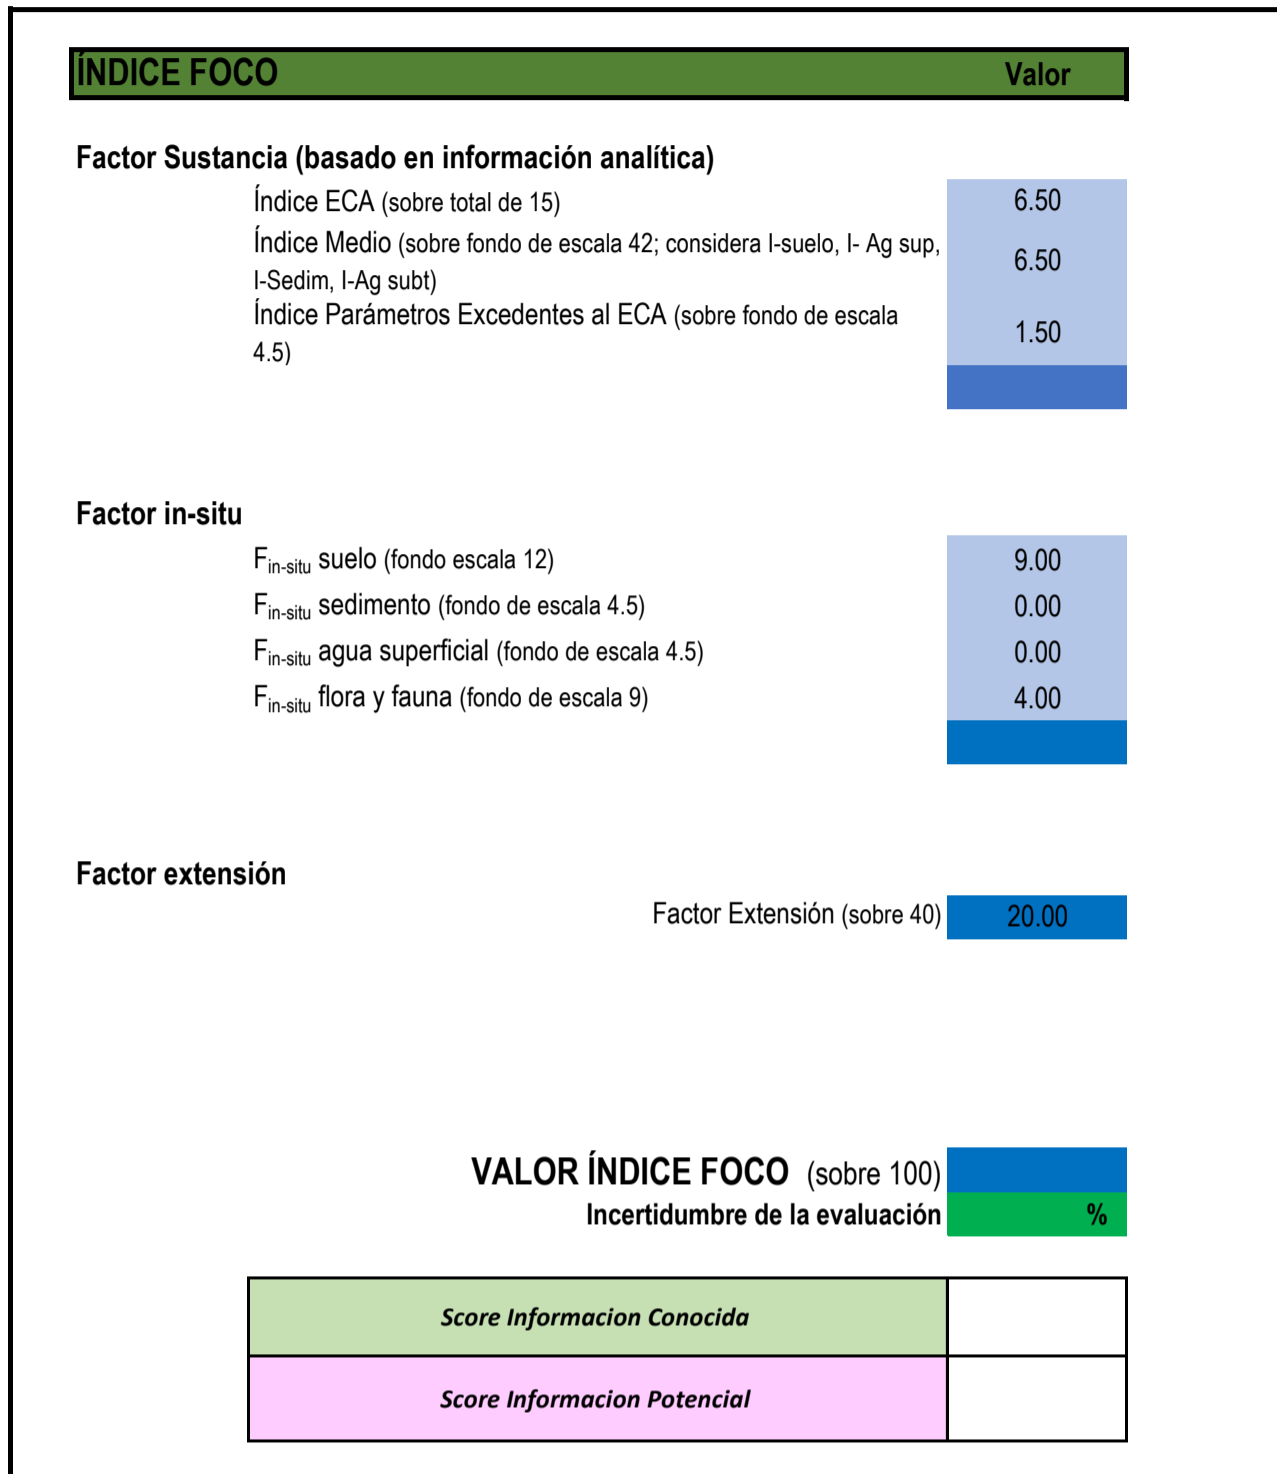 ÍNDICE FOCO Valor
Factor Sustancia (basado en información analítica)
Índice ECA (sobre total de 15) 6.50
Índice Medio (sobre fondo de escala 42; considera I-suelo, I- Ag sup,
I-Sedim, I-Ag subt) 6.50
Índice Parámetros Excedentes al ECA (sobre fondo de escala
4.5) 1.50
Factor in-situ
Fin-situ suelo (fondo escala 12) 9.00
Fin-situ sedimento (fondo de escala 4.5) 0.00
Fin-situ agua superficial (fondo de escala 4.5) 0.00
Fin-situ flora y fauna (fondo de escala 9) 4.00
Factor extensión
Factor Extensión (sobre 40) 20.00
VALOR ÍNDICE FOCO (sobre 100)
Incertidumbre de la evaluación %
Score Informacion Conocida
Score Informacion Potencial